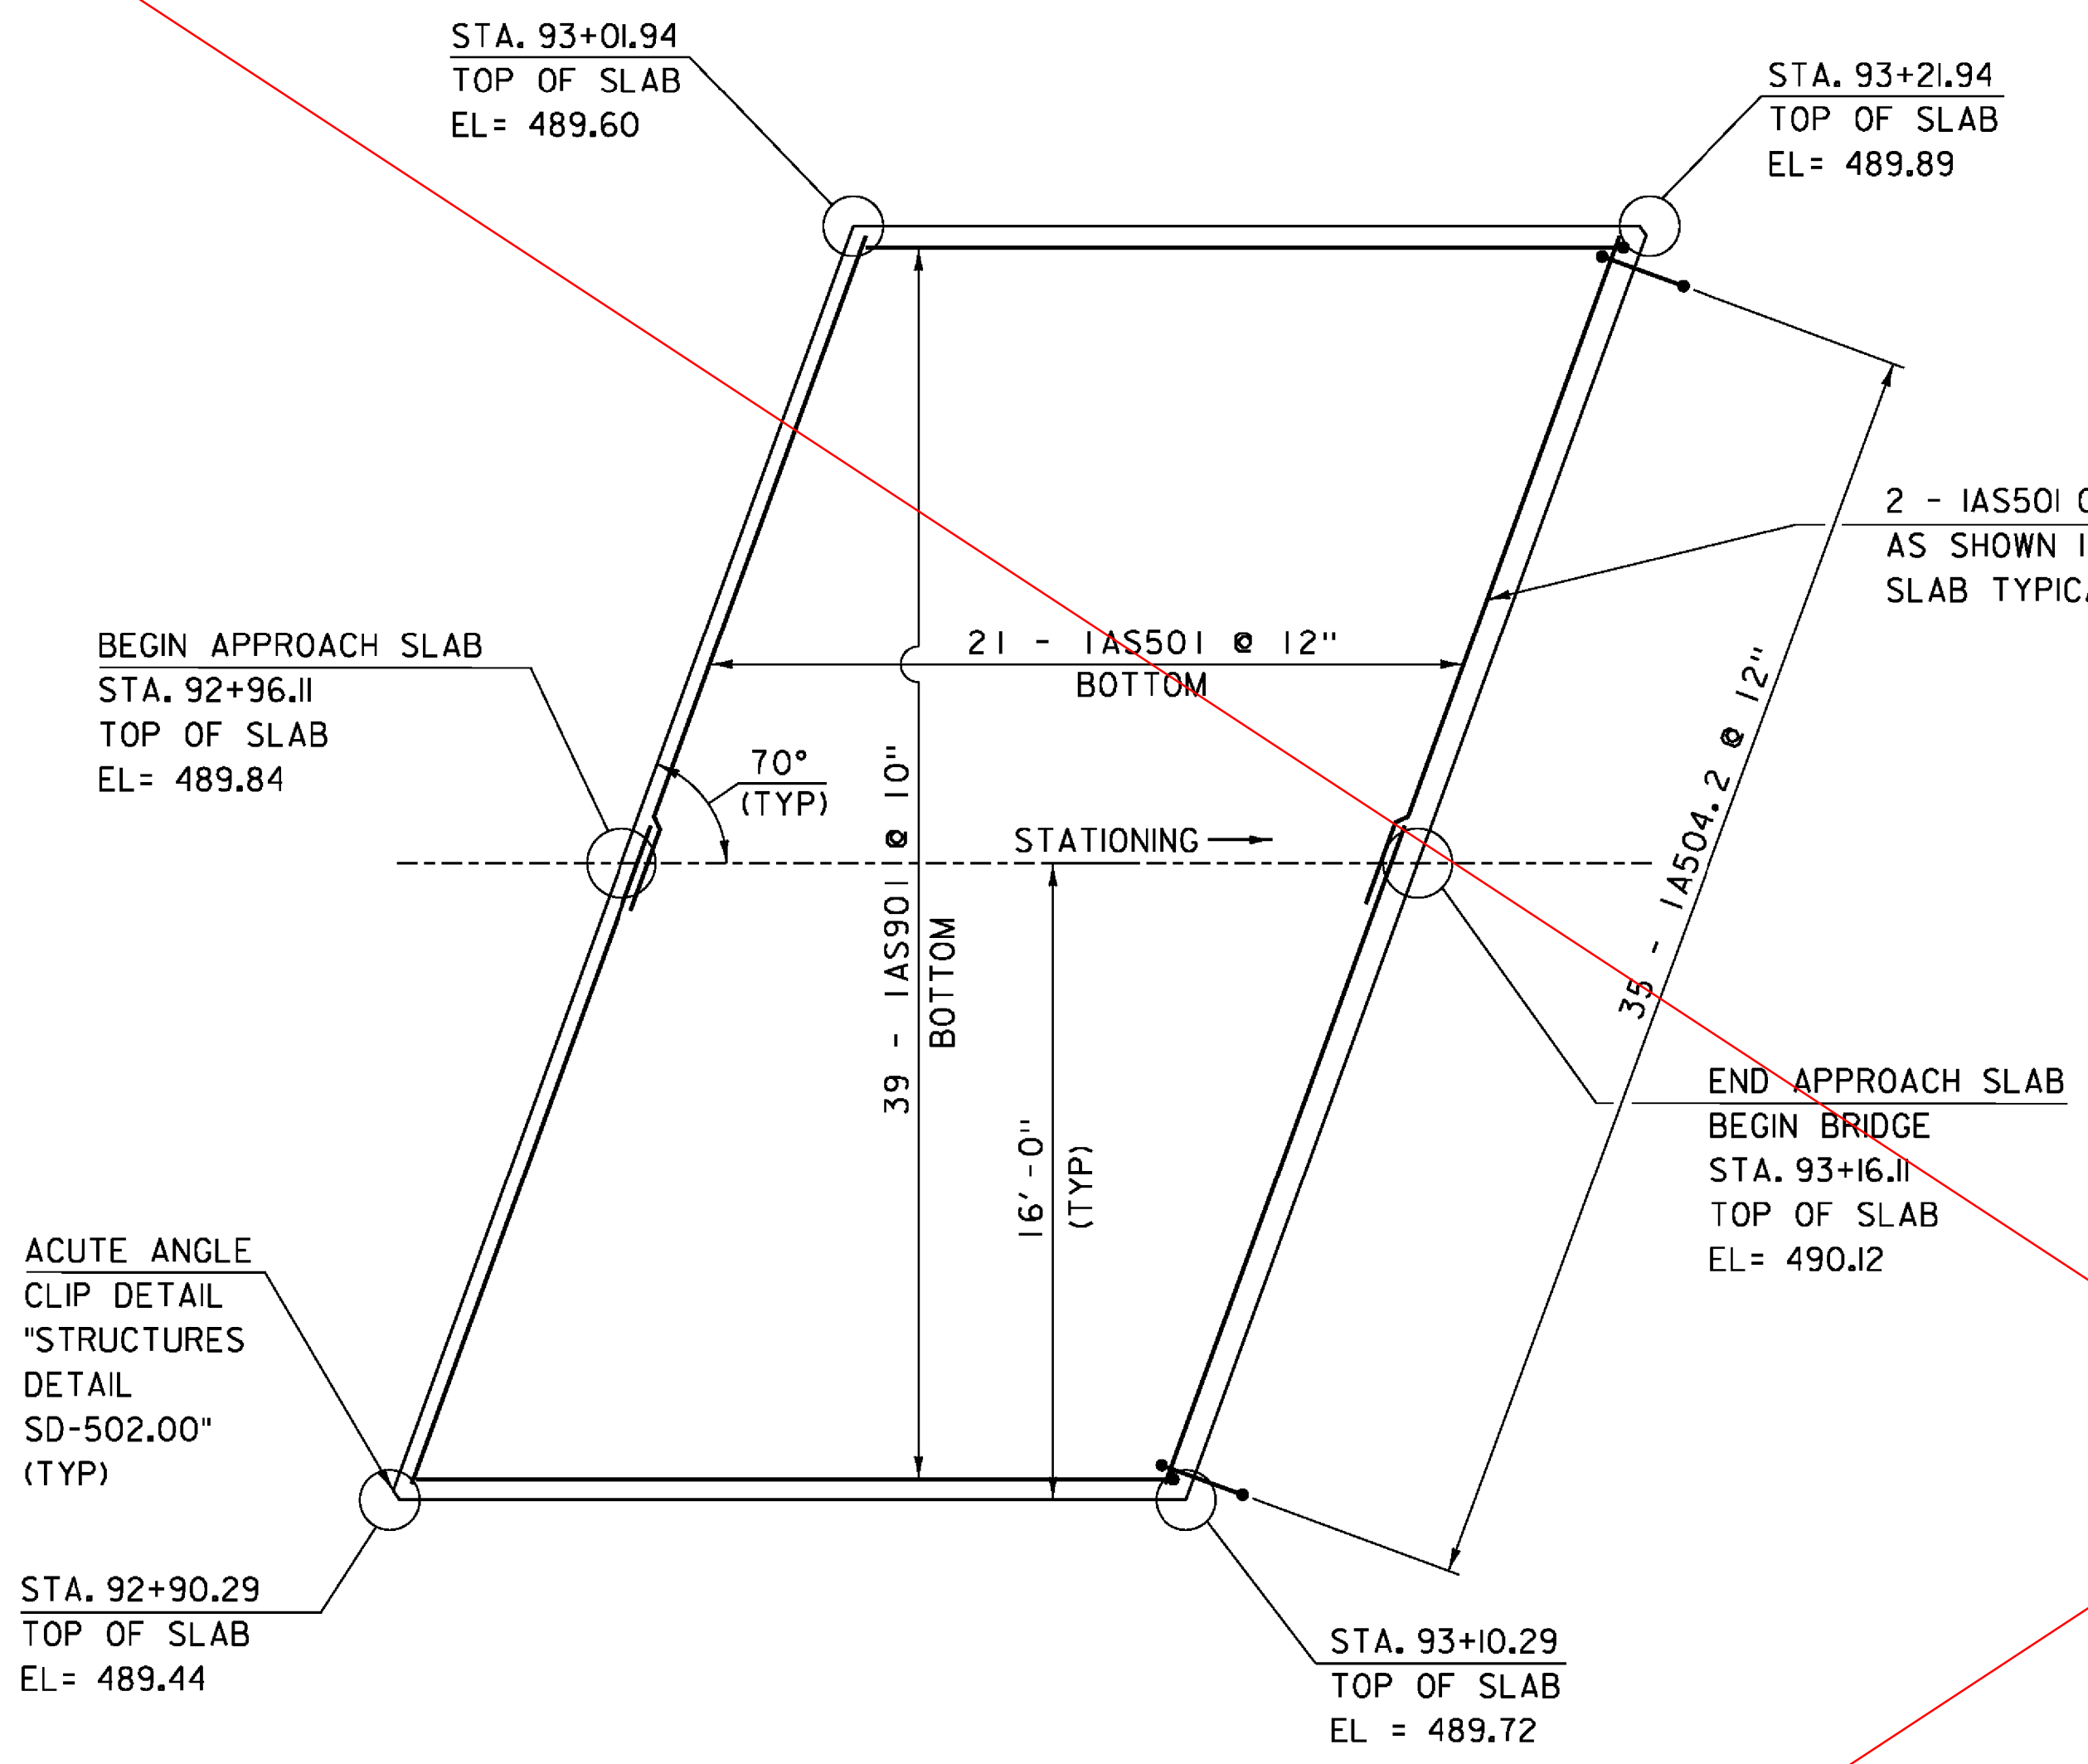 STA. 93+01.94
TOP OF SLAB
EL= 489.60
STA. 93+21.94
TOP OF SLAB
EL= 489.89
2 - 1AS501
AS SHOWN
SLAB
21 - 1AS501 @ 12"
BOTTOM
BEGIN APPROACH SLAB
STA. 92+96.11
TOP OF SLAB
EL= 489.84
70°
(TYP)
STATIONING
39 - 1AS901 @ 10"
BOTTOM
16'-0"
(TYP)
35 - 1A504.2 @ 12"
END APPROACH SLAB
BEGIN BRIDGE
STA. 93+16.11
TOP OF SLAB
EL= 490.12
ACUTE ANGLE
CLIP DETAIL
"STRUCTURES
DETAIL
SD-502.00"
(TYP)
STA. 92+90.29
TOP OF SLAB
EL= 489.44
STA. 93+10.29
TOP OF SLAB
EL = 489.72